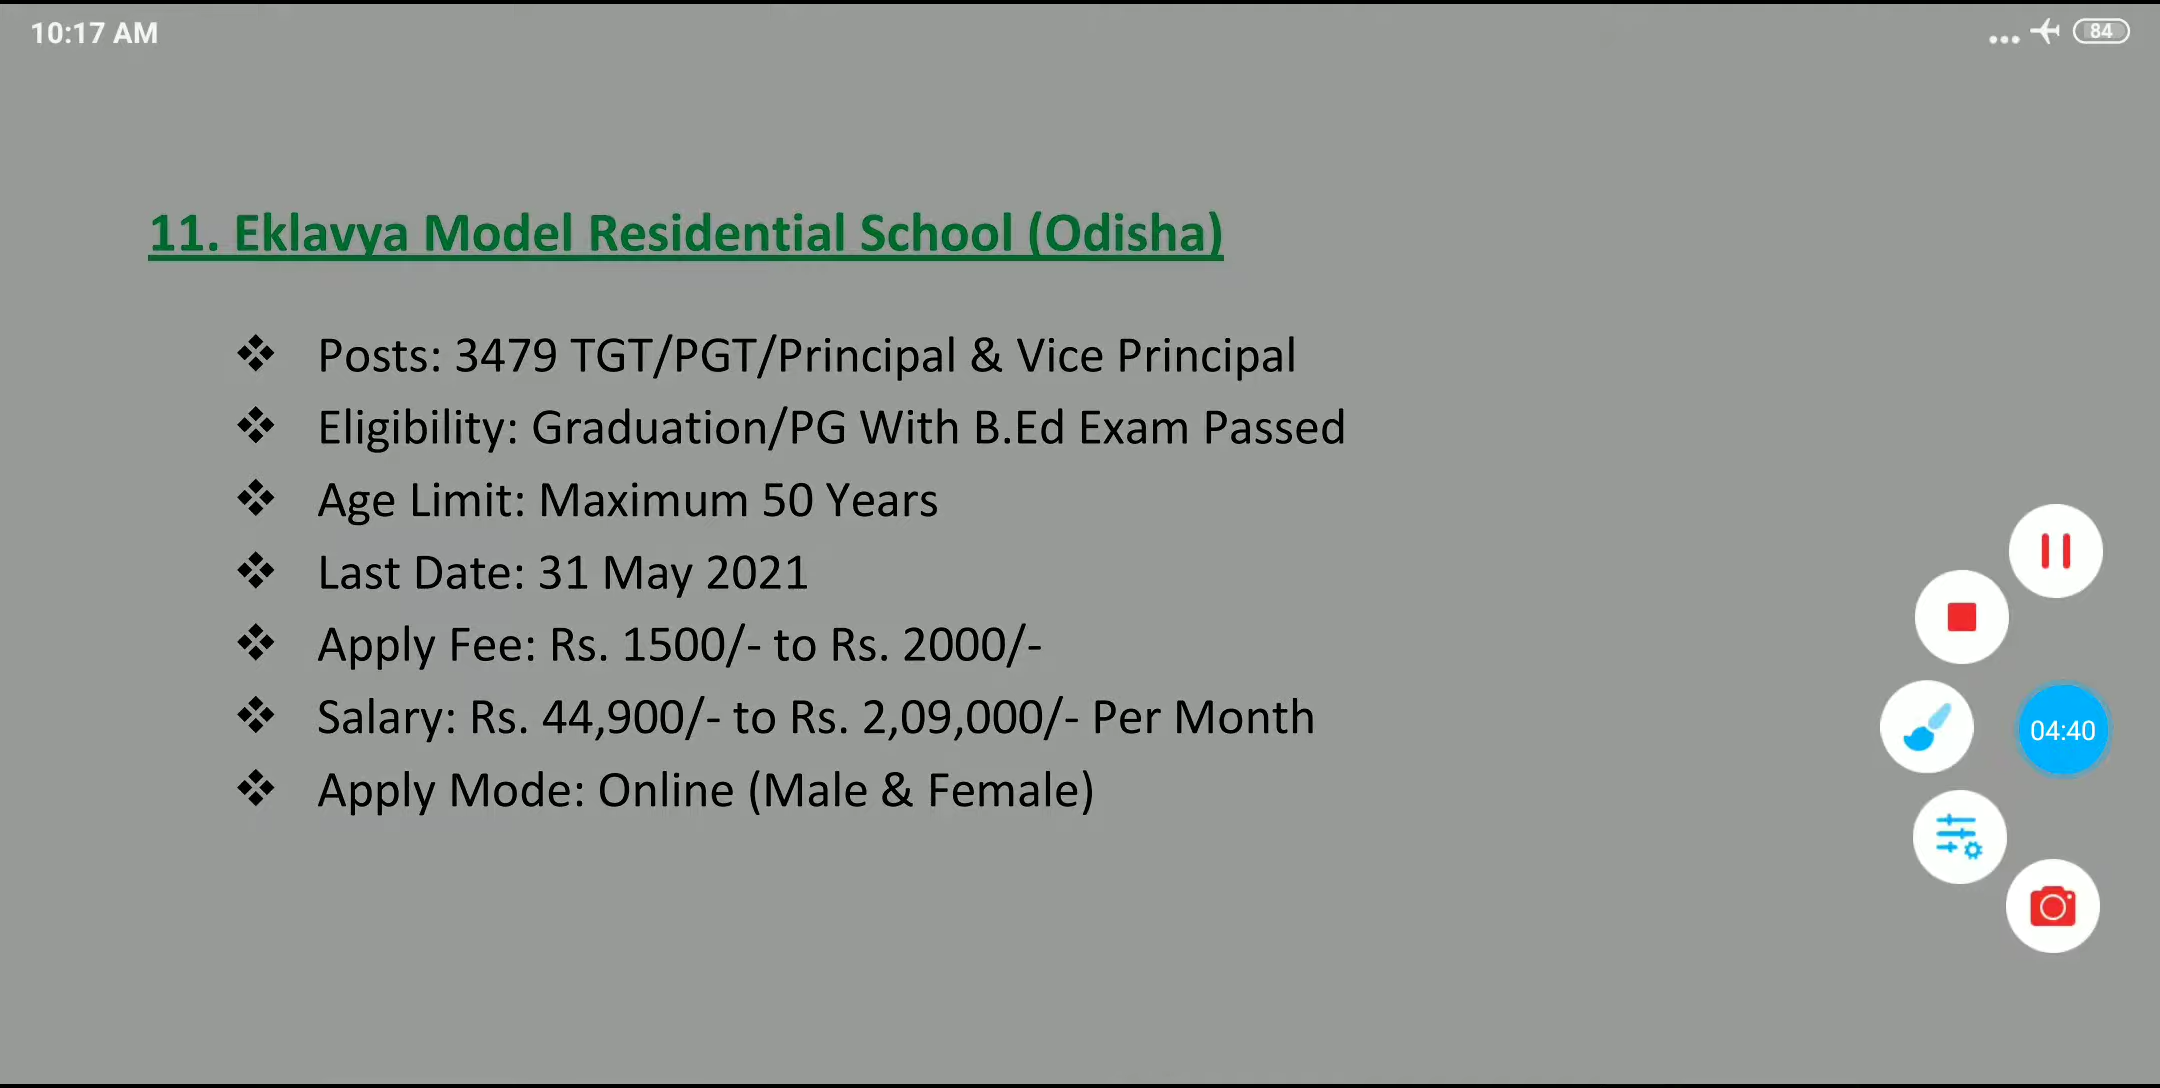 10:17 AM
84
11. Eklavya Model Residential School (Odisha)
❖ Posts: 3479 TGT/PGT/Principal & Vice Principal
❖ Eligibility: Graduation/PG With B.Ed Exam Passed
❖ Age Limit: Maximum 50 Years
❖ Last Date: 31 May 2021
❖ Apply Fee: Rs. 1500/- to Rs. 2000/-
❖ Salary: Rs. 44,900/- to Rs. 2,09,000/- Per Month
❖ Apply Mode: Online (Male & Female)
04:40